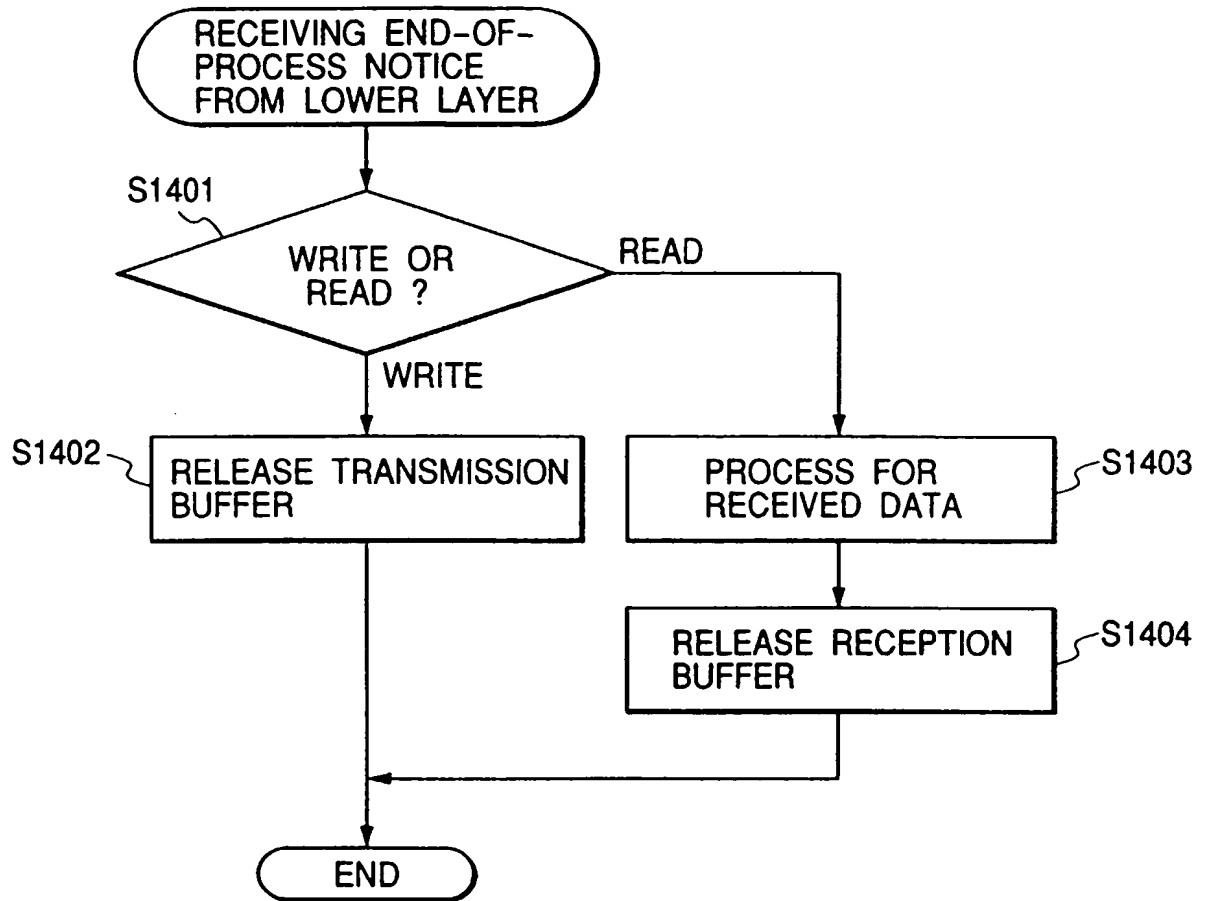 RECEIVING END-OF-
PROCESS NOTICE
FROM LOWER LAYER
S1401
WRITE OR
READ ?
READ
WRITE
S1402
RELEASE TRANSMISSION
BUFFER
PROCESS FOR
RECEIVED DATA
S1403
RELEASE RECEPTION
BUFFER
S1404
END